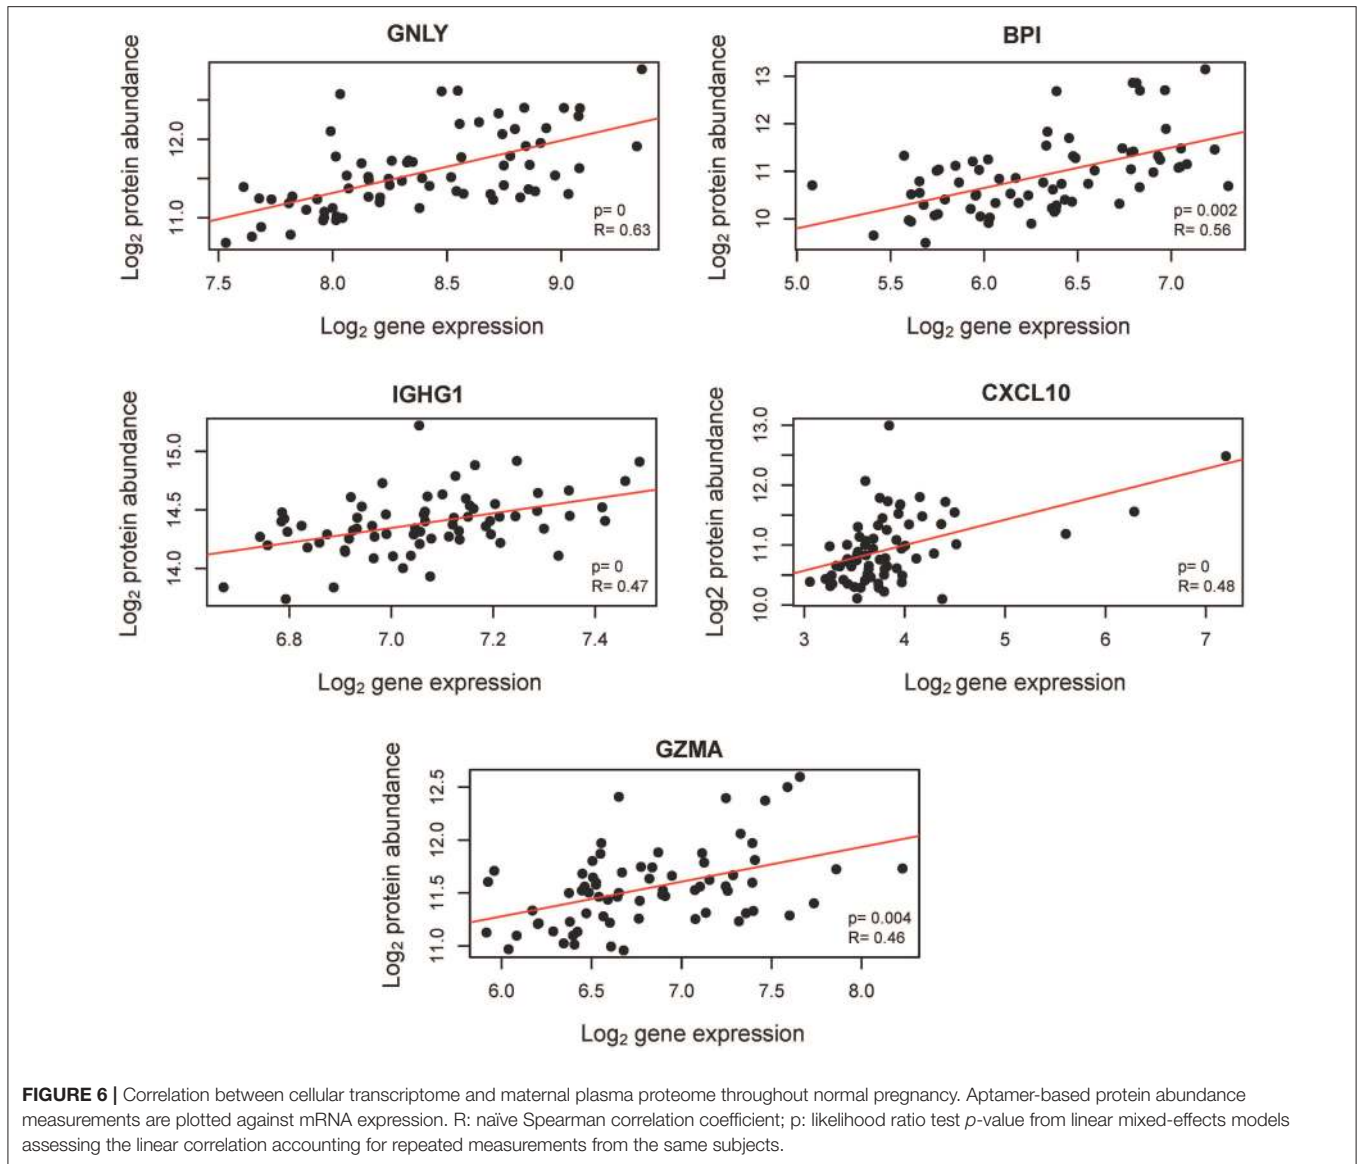 GNLY
Log2 protein abundance
12.0
11.0
p= 0
R= 0.63
7.5 8.0 8.5 9.0
Log2 gene expression
BPI
Log2 protein abundance
13
12
11
10
p= 0.002
R= 0.56
5.0 5.5 6.0 6.5 7.0
Log2 gene expression
IGHG1
Log2 protein abundance
15.0
14.5
14.0
p= 0
R= 0.47
6.8 7.0 7.2 7.4
Log2 gene expression
CXCL10
Log2 protein abundance
13.0
12.0
11.0
10.0
p= 0
R= 0.48
3 4 5 6 7
Log2 gene expression
GZMA
Log2 protein abundance
12.5
12.0
11.5
11.0
p= 0.004
R= 0.46
6.0 6.5 7.0 7.5 8.0
Log2 gene expression
FIGURE 6 | Correlation between cellular transcriptome and maternal plasma proteome throughout normal pregnancy. Aptamer-based protein abundance
measurements are plotted against mRNA expression. R: naïve Spearman correlation coefficient; p: likelihood ratio test p-value from linear mixed-effects models
assessing the linear correlation accounting for repeated measurements from the same subjects.